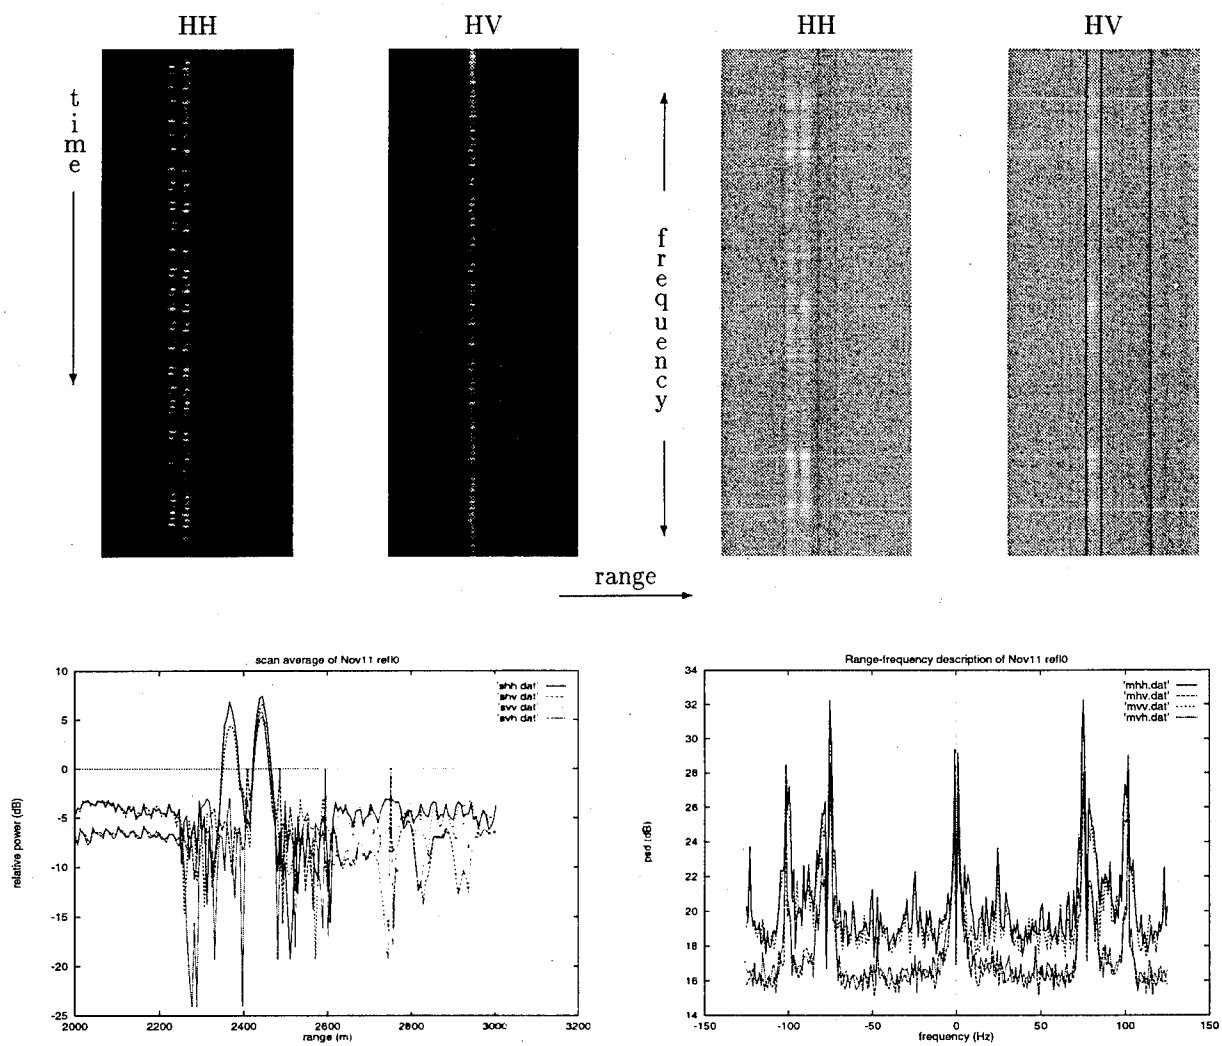 HH HV HH HV
time
frequency
range
scan average of Nov11 refl0
10
5
0
-5
-10
-15
-20
-25
relative power (dB)
'shh dat'
'shv dat'
'svv dat'
'svh dat'
2000 2200 2400 2600 2800 3000 3200
range (m)
Range-frequency description of Nov11 refl0
34
32
28
26
24
22
20
18
16
14
psd (dB)
'mhh.dat'
'mhv.dat'
'mvv.dat'
'mvh.dat'
-150 -100 -50 0 50 100 150
frequency (Hz)